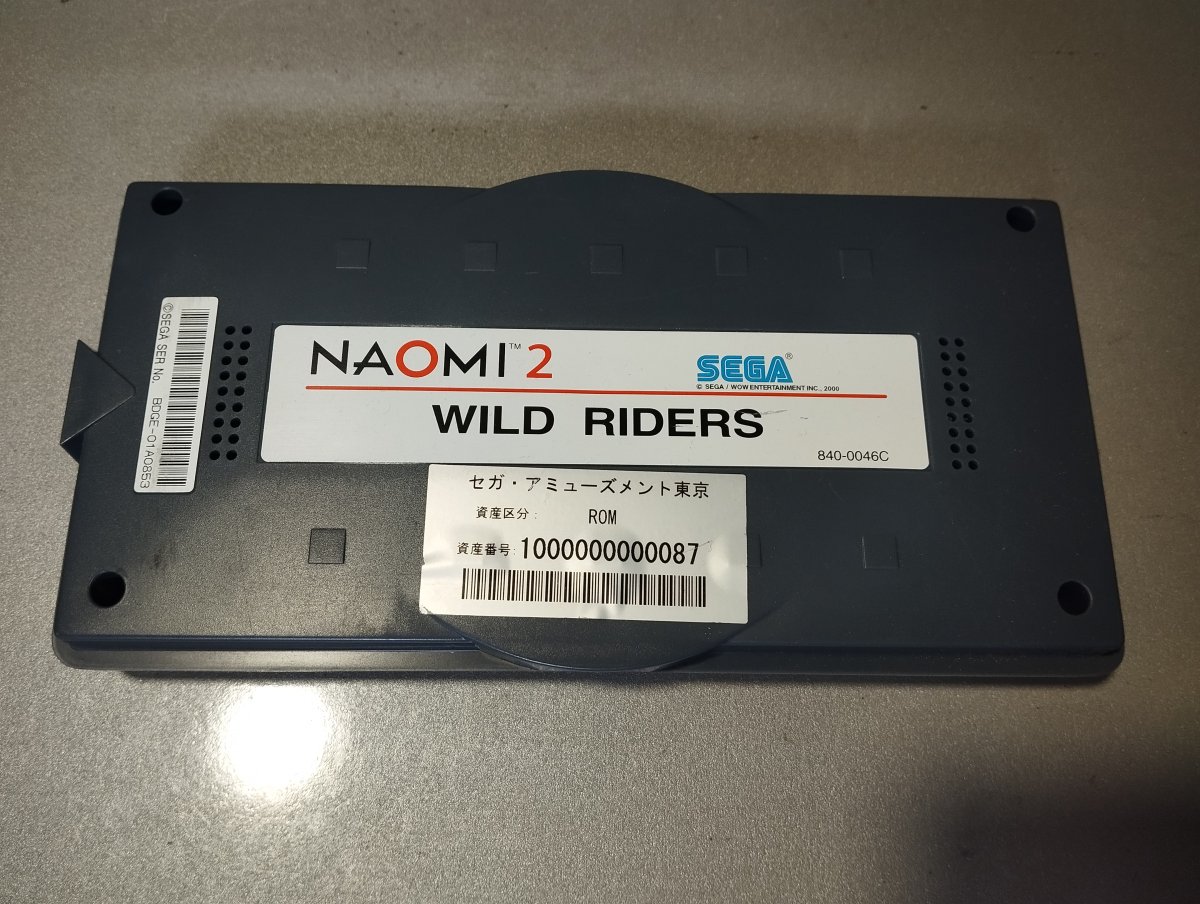 ©SEGA SER No. BDGE-01A0853
NAOMI™ 2
SEGA®
© SEGA / WOW ENTERTAINMENT INC., 2000
WILD RIDERS
840-0046C
セガ・アミューズメント東京
資産区分: ROM
資産番号: 1000000000087